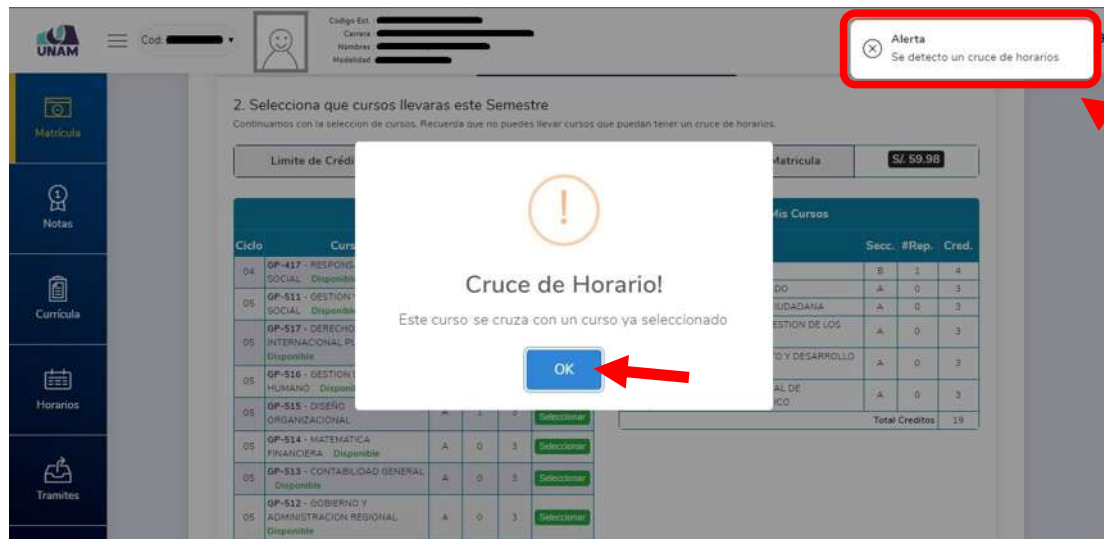 UNAM
Cod:
Codigo Est. :
Carrera :
Nombres :
Modalidad :
Alerta
Se detecto un cruce de horarios
Matrícula
Notas
Currícula
Horarios
Tramites
2. Selecciona que cursos llevaras este Semestre
Continuamos con la seleccion de cursos. Recuerda que no puedes llevar cursos que puedan tener un cruce de horarios.
Limite de Crédi
Matricula
S/. 59.98
Ciclo Curs
04 GP-417 - RESPONS
SOCIAL Disponible
05 GP-511 - GESTION
SOCIAL Disponible
05 GP-517 - DERECHO
INTERNACIONAL PU
Disponible
05 GP-516 - GESTION
HUMANO Disponi
05 GP-515 - DISEÑO
ORGANIZACIONAL A 1 3 Seleccionar
05 GP-514 - MATEMATICA
FINANCIERA Disponible A 0 3 Seleccionar
05 GP-513 - CONTABILIDAD GENERAL
Disponible A 0 3 Seleccionar
05 GP-512 - GOBIERNO Y
ADMINISTRACION REGIONAL
Disponible A 0 3 Seleccionar
Cruce de Horario!
Este curso se cruza con un curso ya seleccionado
OK
Mis Cursos
Secc. #Rep. Cred.
B 1 4
DO A 0 3
IUDADANA A 0 3
ESTION DE LOS A 0 3
TO Y DESARROLLO A 0 3
AL DE
ICO A 0 3
Total Creditos 19